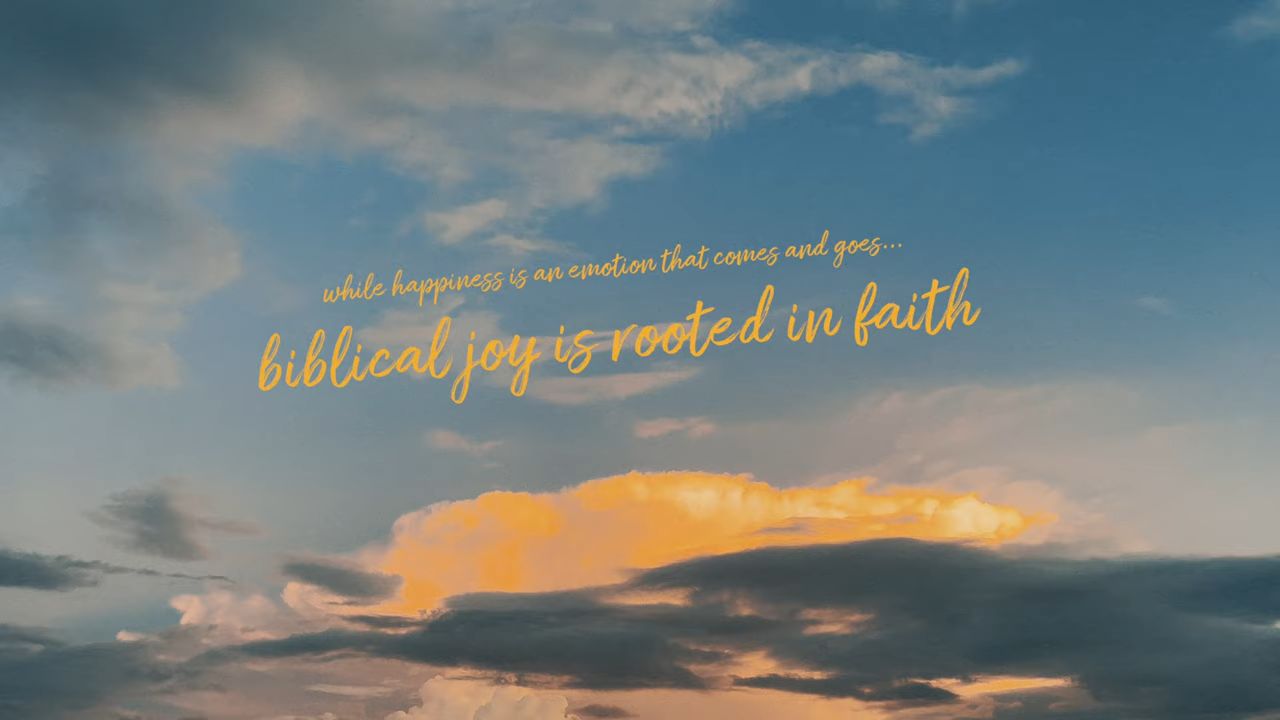 while happiness is an emotion that comes and goes...
biblical joy is rooted in faith